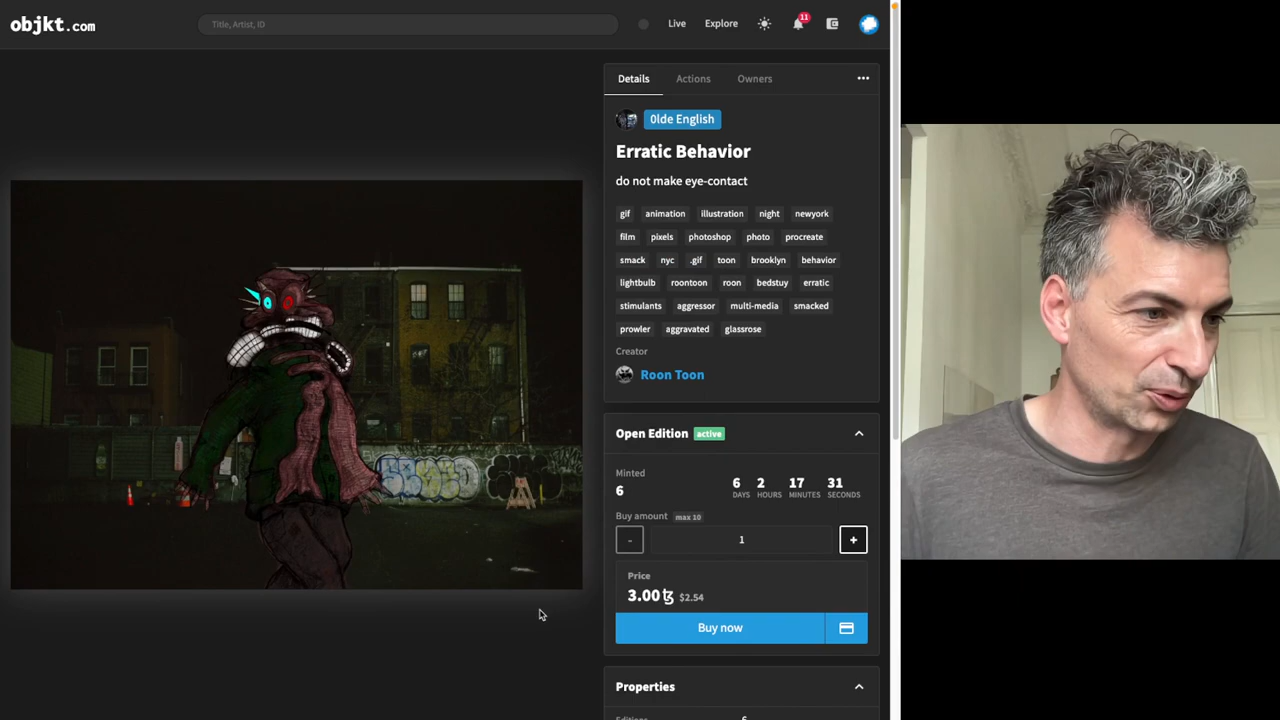 objkt.com
Title, Artist, ID
Live
Explore
11
Details
Actions
Owners
0lde English
Erratic Behavior
do not make eye-contact
gif animation illustration night newyork
film pixels photoshop photo procreate
smack nyc .gif toon brooklyn behavior
lightbulb roontoon roon bedstuy erratic
stimulants aggressor multi-media smacked
prowler aggravated glassrose
Creator
Roon Toon
Open Edition active
Minted
6
6 2 17 31
DAYS HOURS MINUTES SECONDS
Buy amount max 10
- 1 +
Price
3.00 ꜩ $2.54
Buy now
Properties